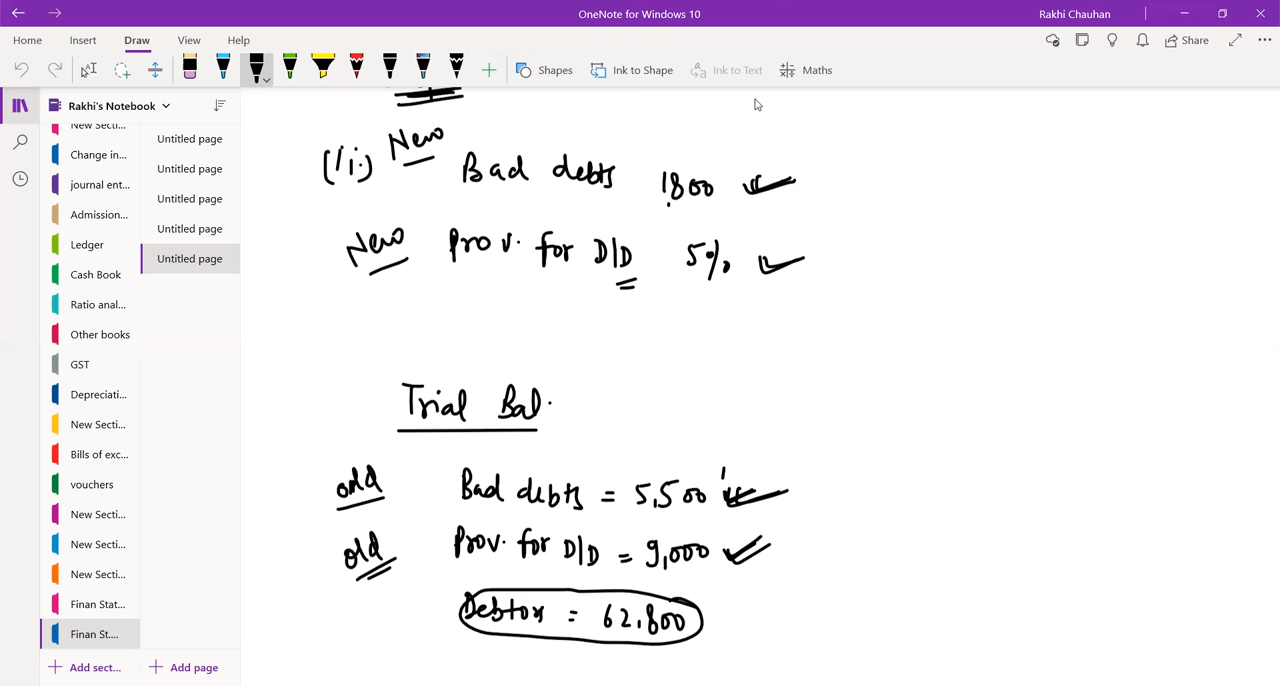 OneNote for Windows 10
Rakhi Chauhan
Home Insert Draw View Help
Share
Shapes
Ink to Shape
Ink to Text
Maths
Rakhi's Notebook
New Secti...
Change in...
journal ent...
Admission...
Ledger
Cash Book
Ratio anal...
Other books
GST
Depreciati...
New Secti...
Bills of exc...
vouchers
New Secti...
New Secti...
New Secti...
Finan Stat...
Finan St....
Add sect...
Untitled page
Untitled page
Untitled page
Untitled page
Untitled page
Add page
(ii) New Bad debts 1800
New Prov. for D/D 5%
Trial Bal.
old Bad debts = 5,500
old Prov. for D/D = 9,000
Debtors = 62,800